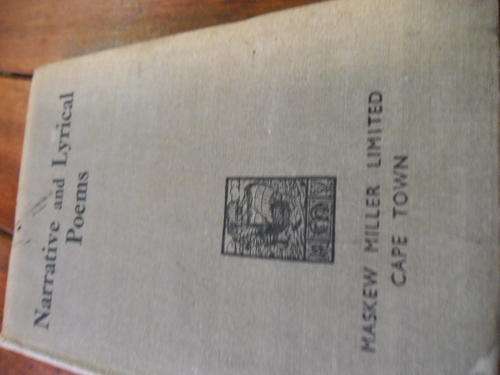 Narrative and Lyrical
Poems
MASKEW MILLER LIMITED
CAPE TOWN